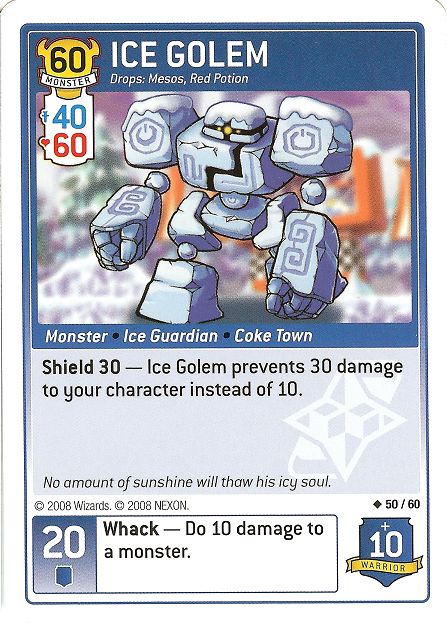 60
MONSTER
ICE GOLEM
Drops: Mesos, Red Potion
40
60
Monster • Ice Guardian • Coke Town
Shield 30 — Ice Golem prevents 30 damage
to your character instead of 10.
No amount of sunshine will thaw his icy soul.
© 2008 Wizards. © 2008 NEXON.
◆ 50 / 60
20
Whack — Do 10 damage to
a monster.
+
10
WARRIOR